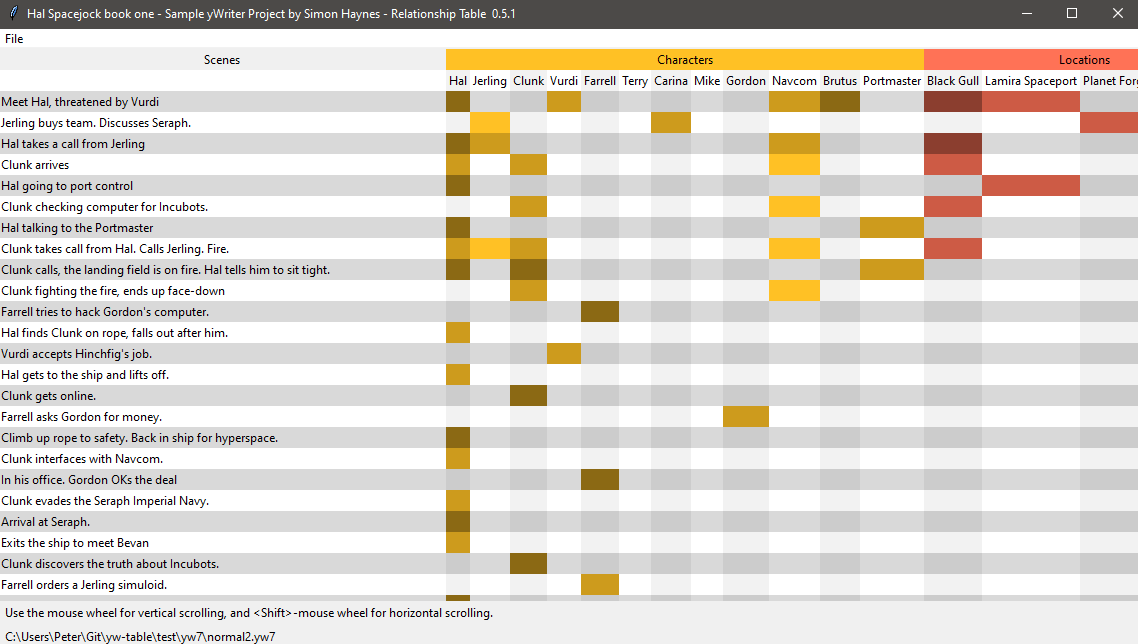 Hal Spacejock book one - Sample yWriter Project by Simon Haynes - Relationship Table 0.5.1
File
Scenes Characters Locations
Hal Jerling Clunk Vurdi Farrell Terry Carina Mike Gordon Navcom Brutus Portmaster Black Gull Lamira Spaceport Planet Forg
Meet Hal, threatened by Vurdi
Jerling buys team. Discusses Seraph.
Hal takes a call from Jerling
Clunk arrives
Hal going to port control
Clunk checking computer for Incubots.
Hal talking to the Portmaster
Clunk takes call from Hal. Calls Jerling. Fire.
Clunk calls, the landing field is on fire. Hal tells him to sit tight.
Clunk fighting the fire, ends up face-down
Farrell tries to hack Gordon's computer.
Hal finds Clunk on rope, falls out after him.
Vurdi accepts Hinchfig's job.
Hal gets to the ship and lifts off.
Clunk gets online.
Farrell asks Gordon for money.
Climb up rope to safety. Back in ship for hyperspace.
Clunk interfaces with Navcom.
In his office. Gordon OKs the deal
Clunk evades the Seraph Imperial Navy.
Arrival at Seraph.
Exits the ship to meet Bevan
Clunk discovers the truth about Incubots.
Farrell orders a Jerling simuloid.
Use the mouse wheel for vertical scrolling, and <Shift>-mouse wheel for horizontal scrolling.
C:\Users\Peter\Git\yw-table\test\yw7\normal2.yw7